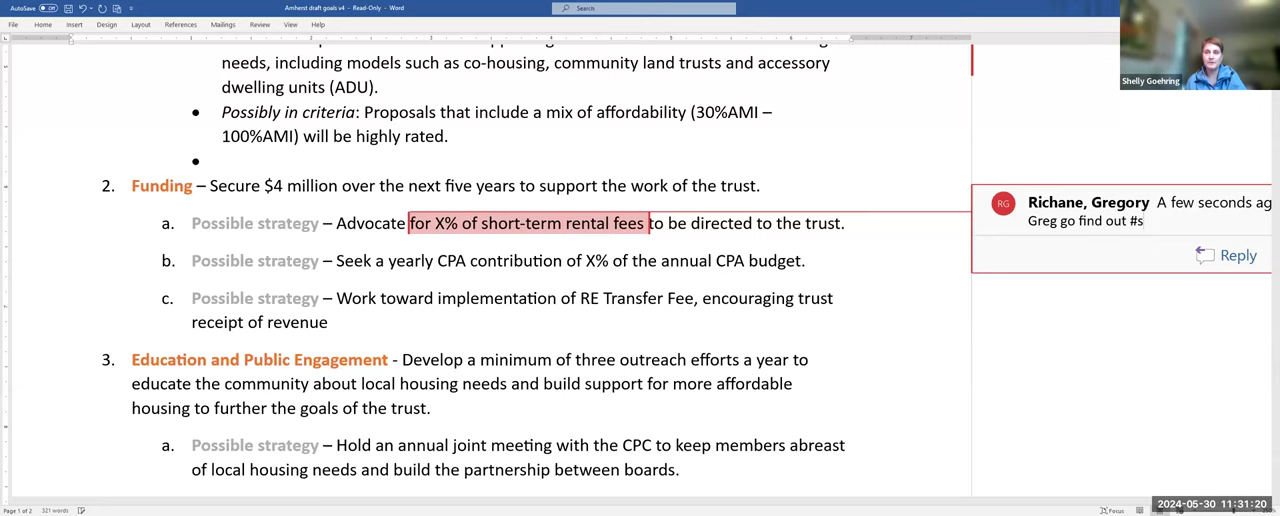 AutoSave Off
Amherst draft goals v4 - Read-Only - Word
Search
File Home Insert Design Layout References Mailings Review View Help
needs, including models such as co-housing, community land trusts and accessory
dwelling units (ADU).
• Possibly in criteria: Proposals that include a mix of affordability (30%AMI –
100%AMI) will be highly rated.
•
2. Funding – Secure $4 million over the next five years to support the work of the trust.
a. Possible strategy – Advocate for X% of short-term rental fees to be directed to the trust.
b. Possible strategy – Seek a yearly CPA contribution of X% of the annual CPA budget.
c. Possible strategy – Work toward implementation of RE Transfer Fee, encouraging trust
receipt of revenue
3. Education and Public Engagement - Develop a minimum of three outreach efforts a year to
educate the community about local housing needs and build support for more affordable
housing to further the goals of the trust.
a. Possible strategy – Hold an annual joint meeting with the CPC to keep members abreast
of local housing needs and build the partnership between boards.
RG Richane, Gregory A few seconds ag
Greg go find out #s
Reply
Shelly Goehring
Page 1 of 2 321 words
Focus
2024-05-30 11:31:20